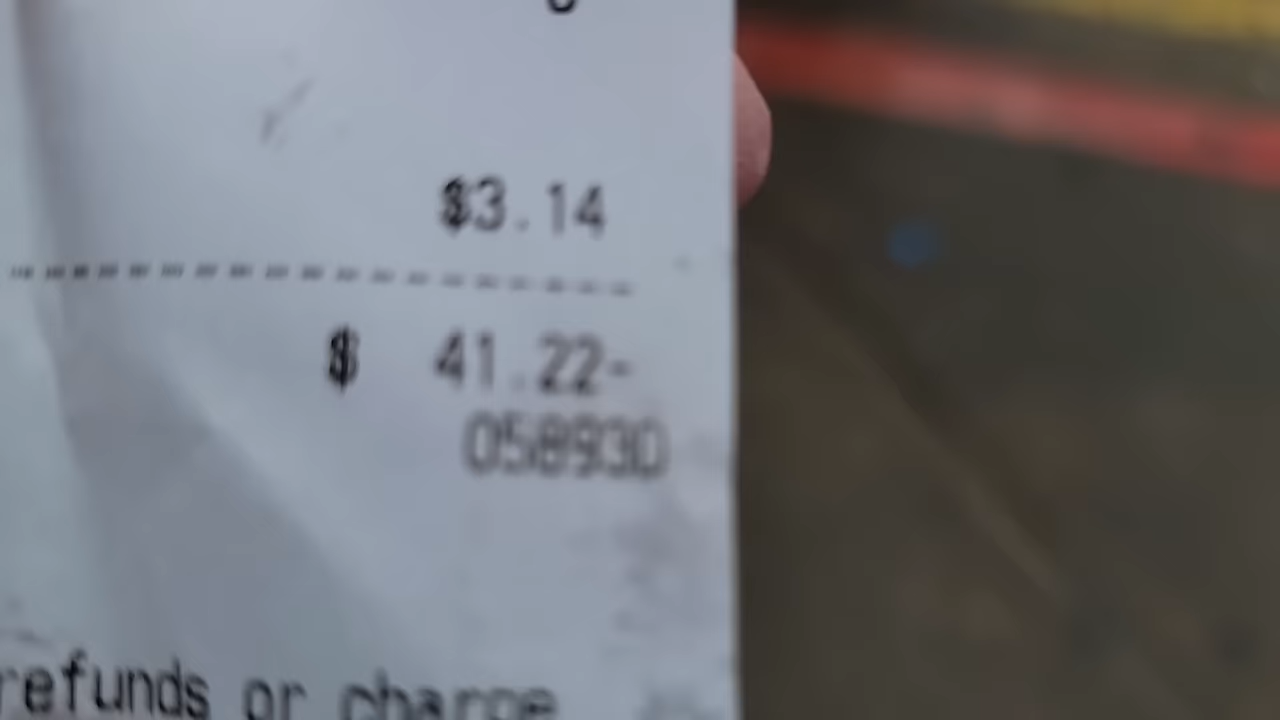 $3.14
$ 41.22-
058930
refunds or charge